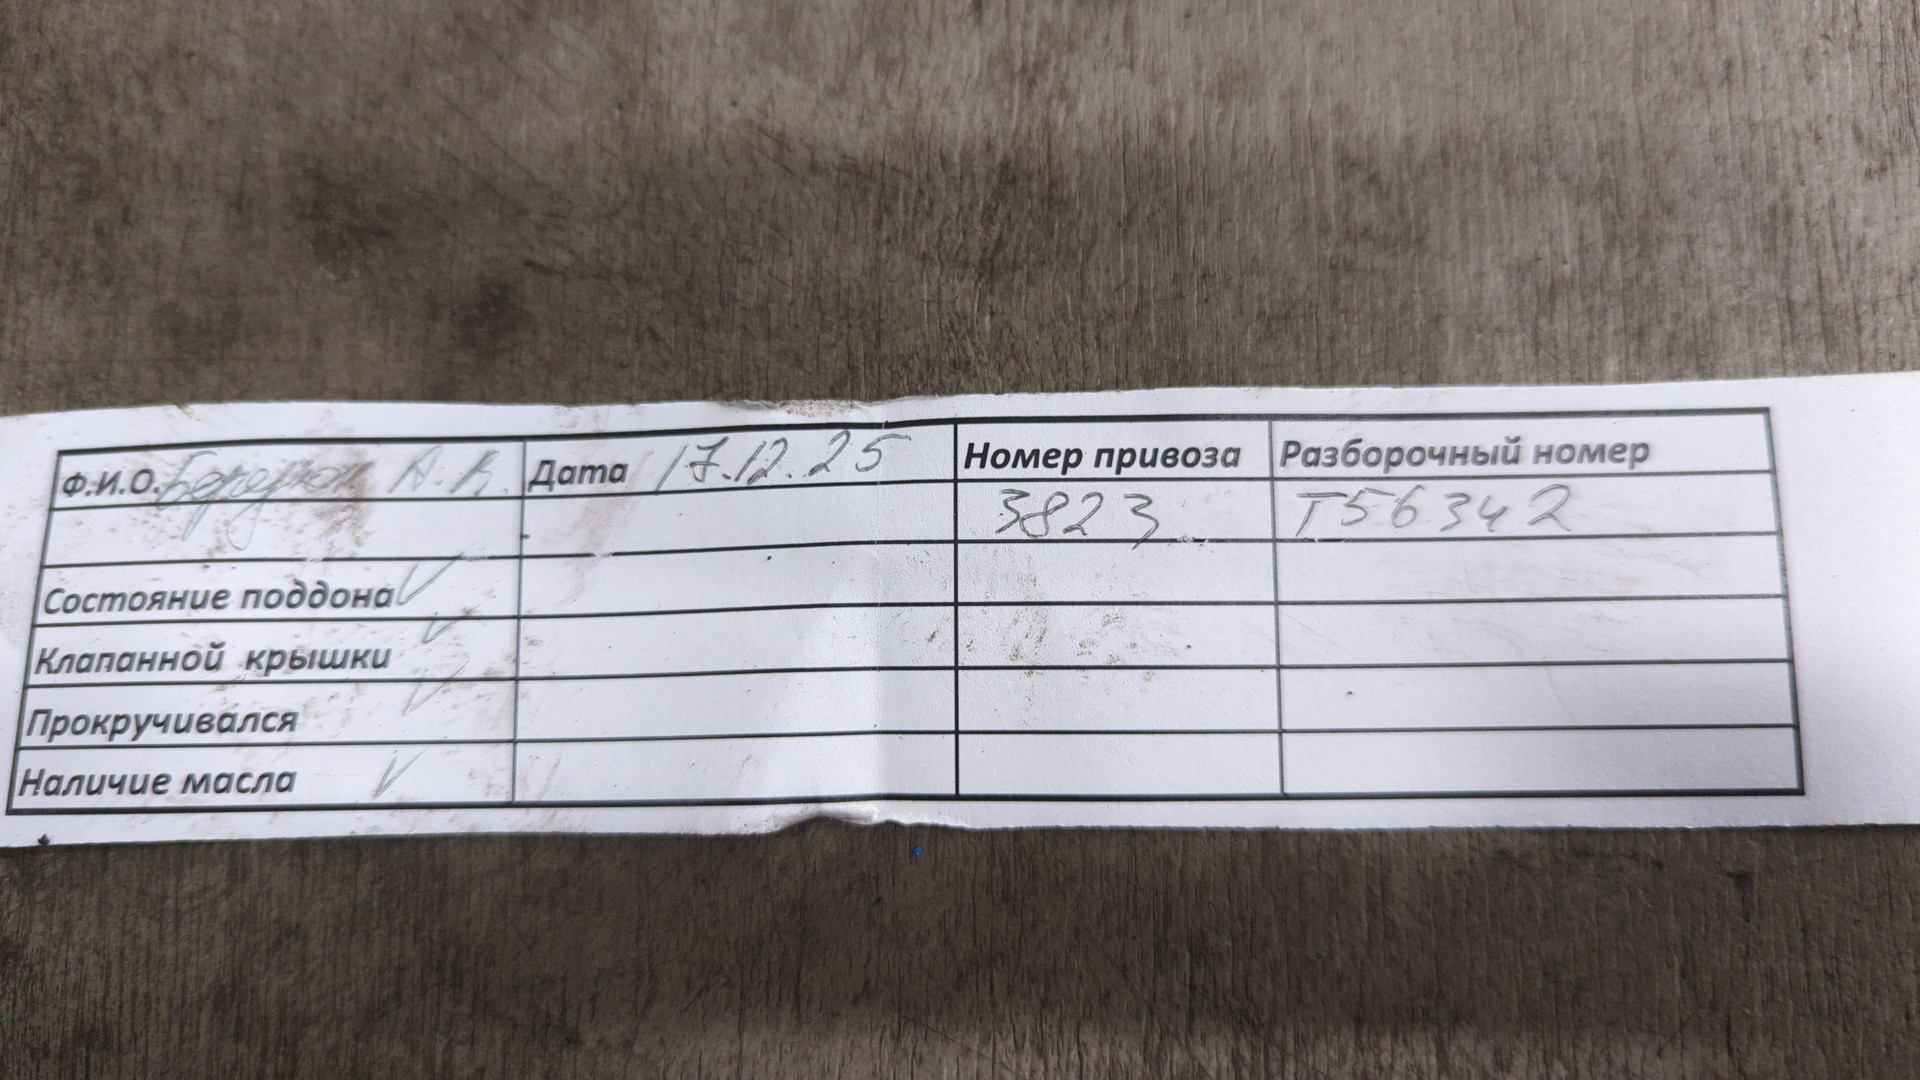 Ф.И.О. А.В. Дата 17.12.25 Номер привоза Разборочный номер
3823 Т56342
Состояние поддона ✓
Клапанной крышки ✓
Прокручивался ✓
Наличие масла ✓